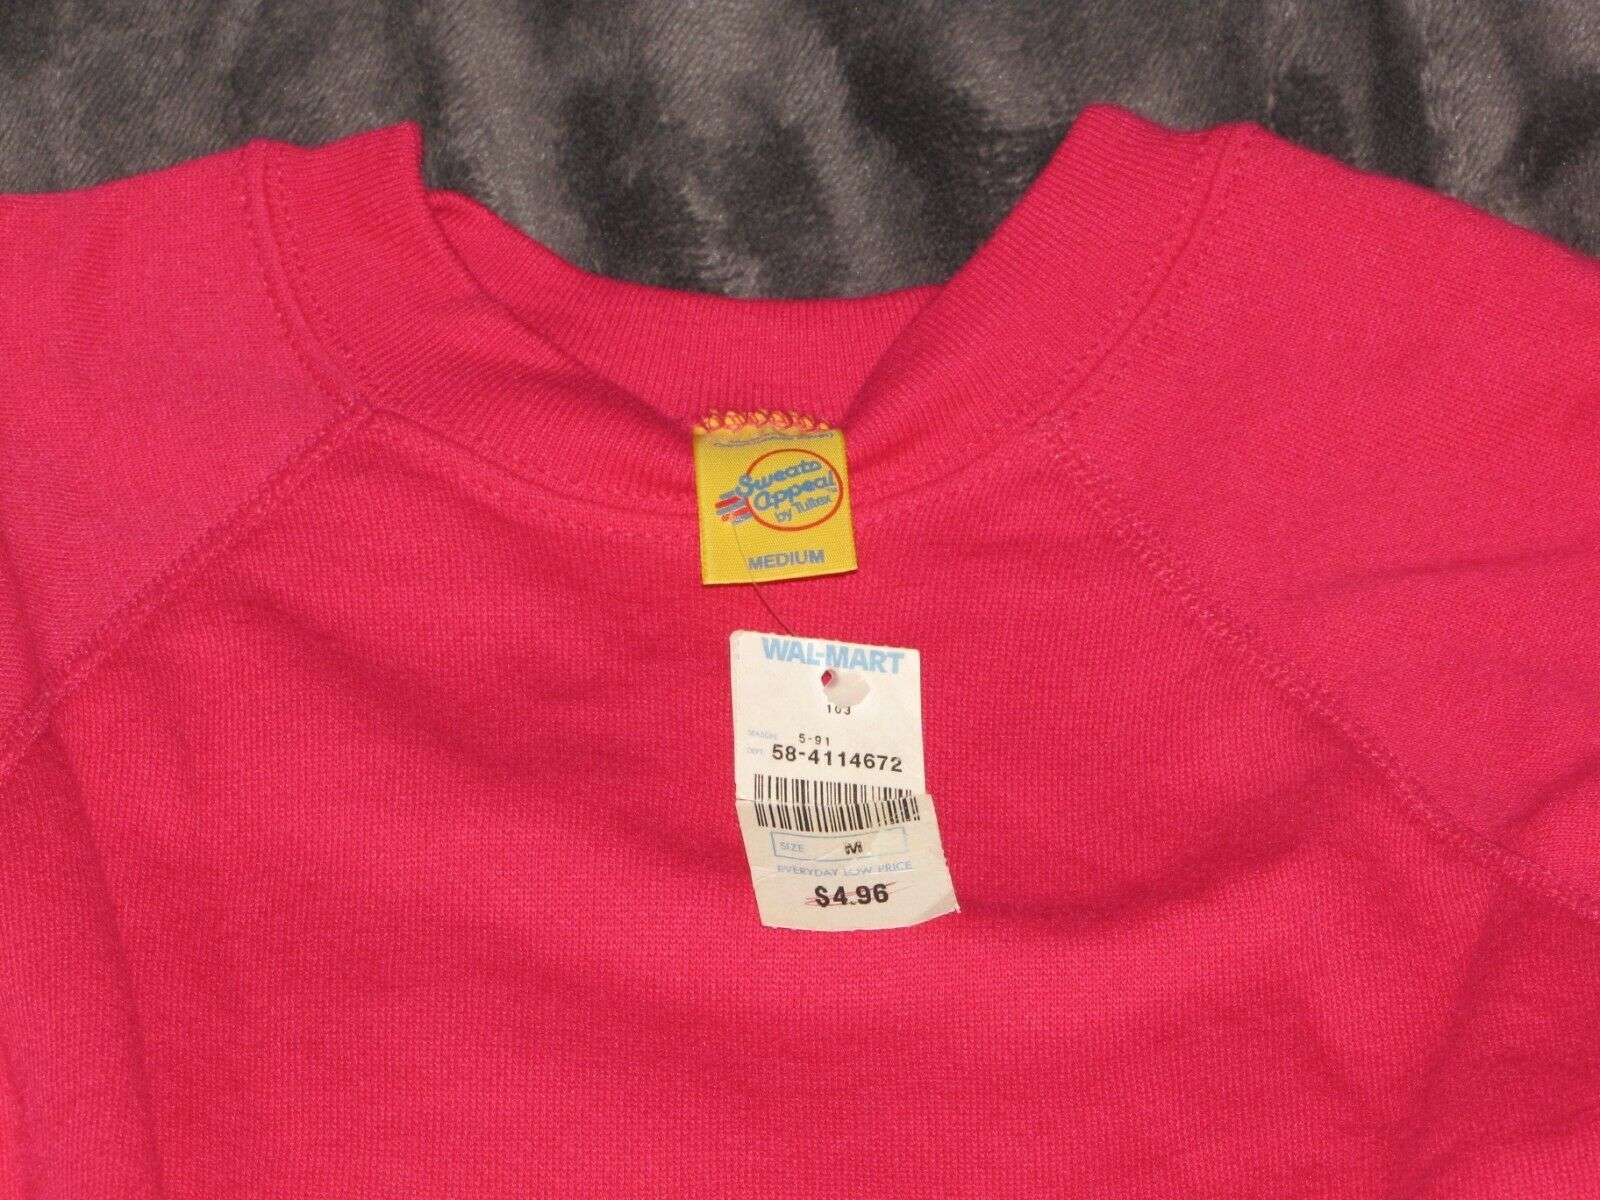 Sweats
Appeal™
by Tultex
MEDIUM
WAL-MART
103
SEASON: 5-91
DEPT: 58-4114672
SIZE M
EVERYDAY LOW PRICE
$4.96